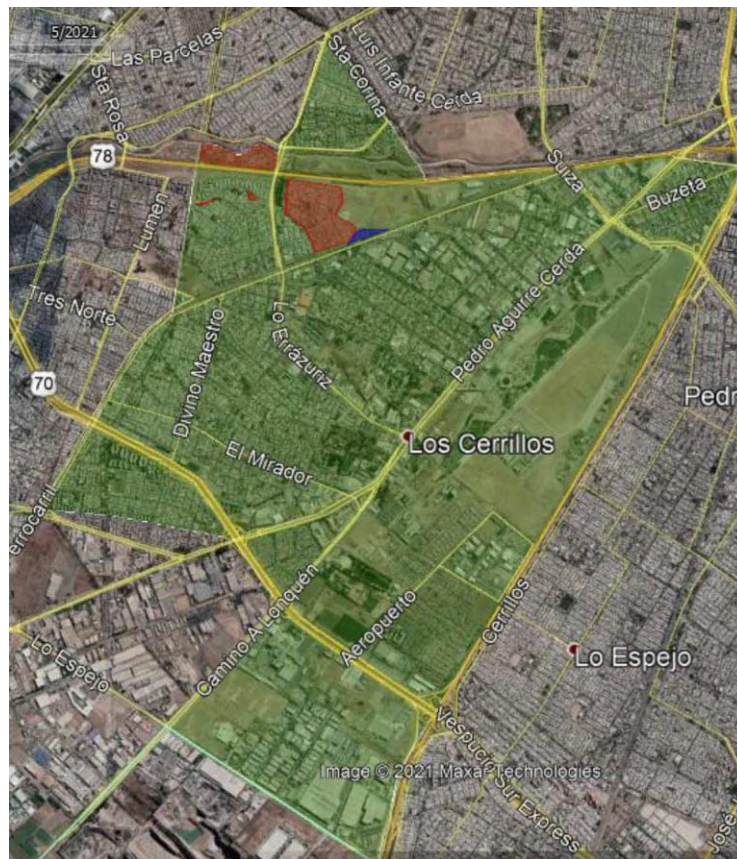 5/2021
Las Parcelas
Luis Infante Cerda
Sta Corina
Sta Rosa
78
Suiza
Buzeta
Lumen
Tres Norte
Pedro Aguirre Cerda
Lo Errázuriz
Divino Maestro
70
Pedr
Los Cerrillos
El Mirador
errocarril
Camino A Lonquén
Aeropuerto
Cerrillos
Lo Espejo
Lo Espejo
Vespucio Sur Express
Image © 2021 Maxar Technologies
José